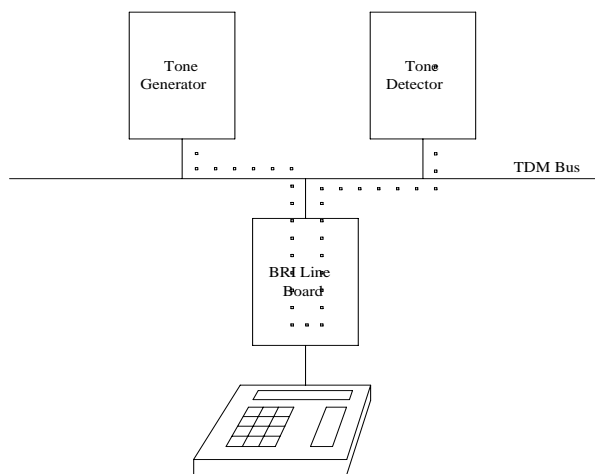 Tone
Generator
Tone
Detector
TDM Bus
BRI Line
Board